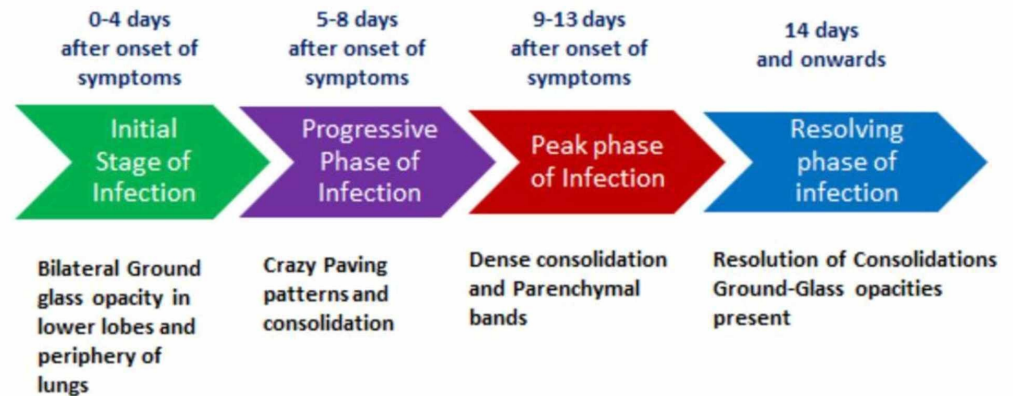 0-4 days
after onset of
symptoms
5-8 days
after onset of
symptoms
9-13 days
after onset of
symptoms
14 days
and onwards
Initial
Stage of
Infection
Progressive
Phase of
Infection
Peak phase
of Infection
Resolving
phase of
infection
Bilateral Ground
glass opacity in
lower lobes and
periphery of
lungs
Crazy Paving
patterns and
consolidation
Dense consolidation
and Parenchymal
bands
Resolution of Consolidations
Ground-Glass opacities
present